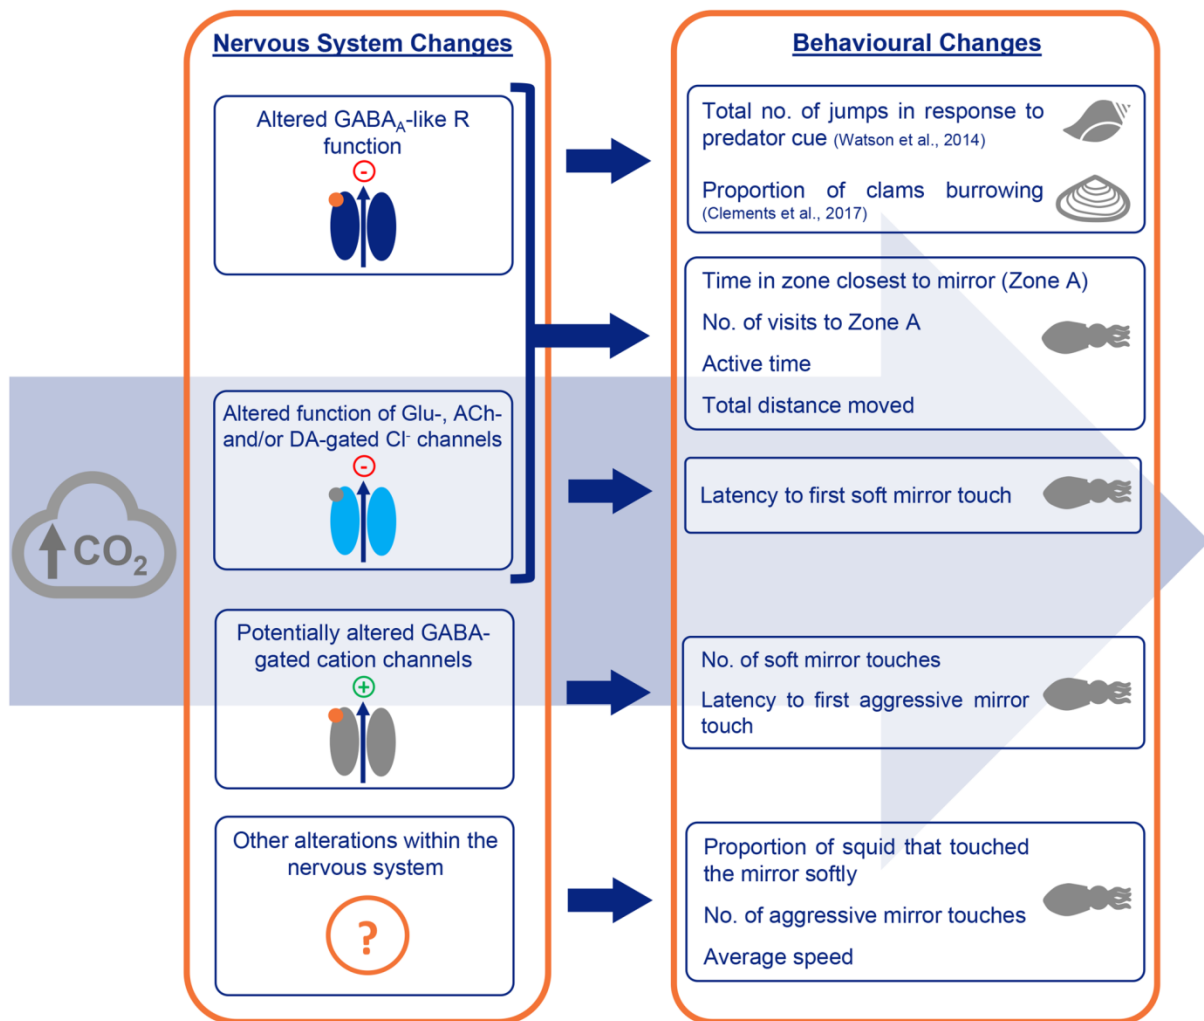 Nervous System Changes
Altered GABAA-like R
function
-
Altered function of Glu-, ACh-
and/or DA-gated Cl- channels
-
Potentially altered GABA-
gated cation channels
+
Other alterations within the
nervous system
?
↑CO2
Behavioural Changes
Total no. of jumps in response to
predator cue (Watson et al., 2014)
Proportion of clams burrowing
(Clements et al., 2017)
Time in zone closest to mirror (Zone A)
No. of visits to Zone A
Active time
Total distance moved
Latency to first soft mirror touch
No. of soft mirror touches
Latency to first aggressive mirror
touch
Proportion of squid that touched
the mirror softly
No. of aggressive mirror touches
Average speed